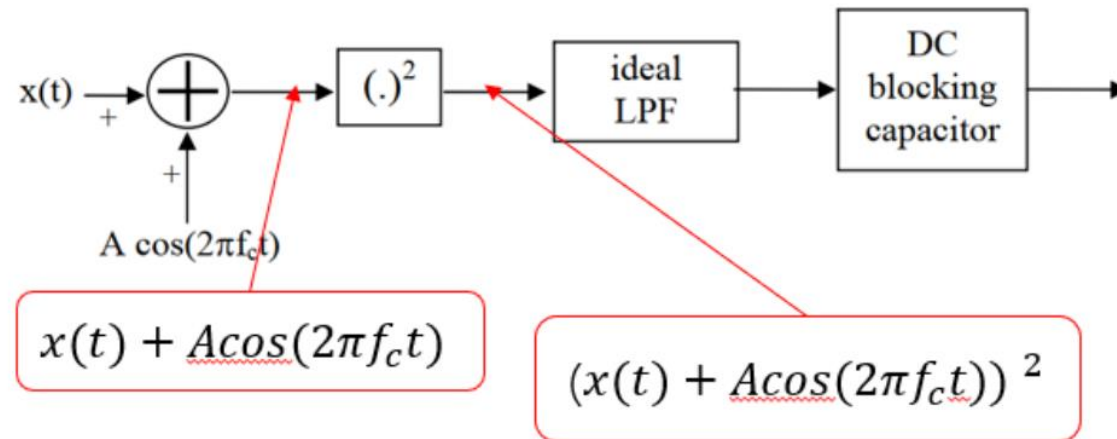 x(t)
+
+
A cos(2πf_ct)
(.)²
ideal
LPF
DC
blocking
capacitor
x(t) + Acos(2πf_ct)
(x(t) + Acos(2πf_ct)) ²